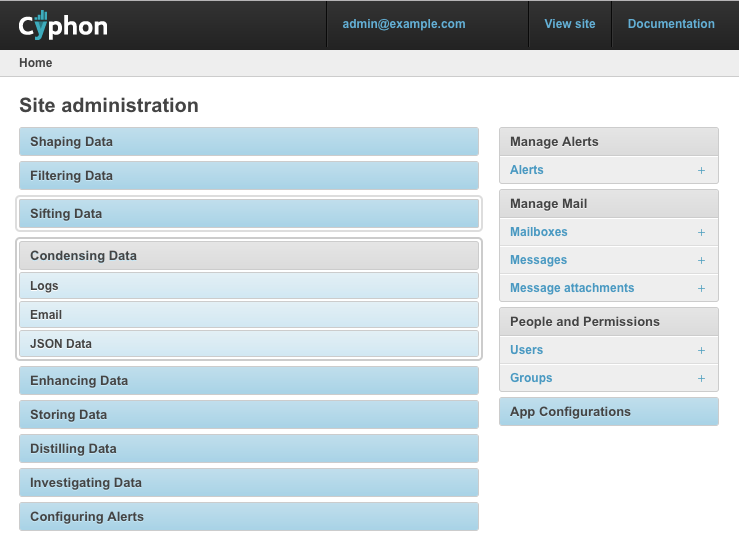 Cyphon
admin@example.com
View site
Documentation
Home
Site administration
Shaping Data
Filtering Data
Sifting Data
Condensing Data
Logs
Email
JSON Data
Enhancing Data
Storing Data
Distilling Data
Investigating Data
Configuring Alerts
Manage Alerts
Alerts +
Manage Mail
Mailboxes +
Messages +
Message attachments +
People and Permissions
Users +
Groups +
App Configurations